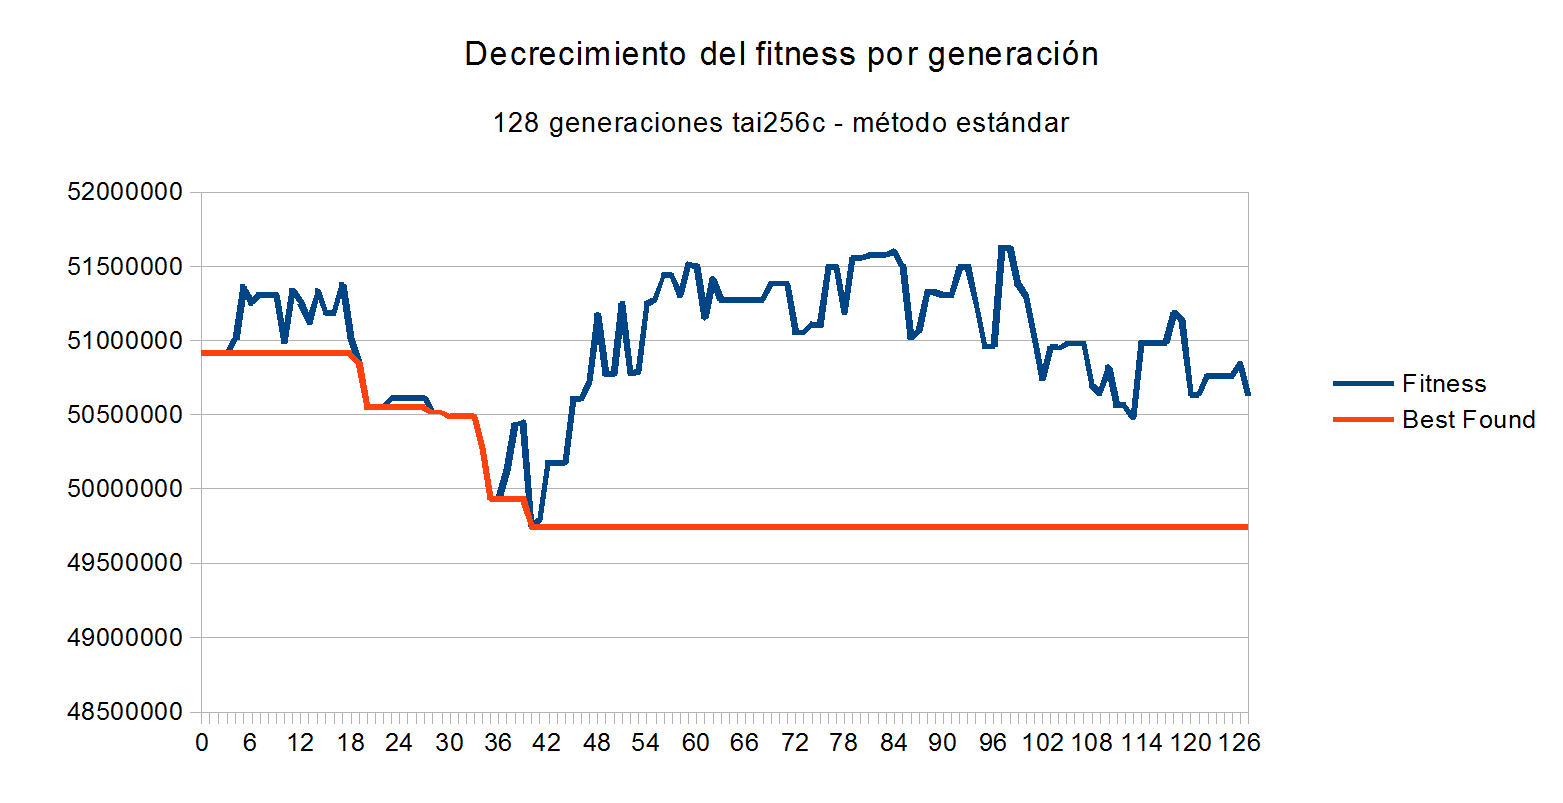 Decrecimiento del fitness por generación
128 generaciones tai256c - método estándar
52000000
51500000
51000000
50500000
50000000
49500000
49000000
48500000
0 6 12 18 24 30 36 42 48 54 60 66 72 78 84 90 96 102 108 114 120 126
Fitness
Best Found